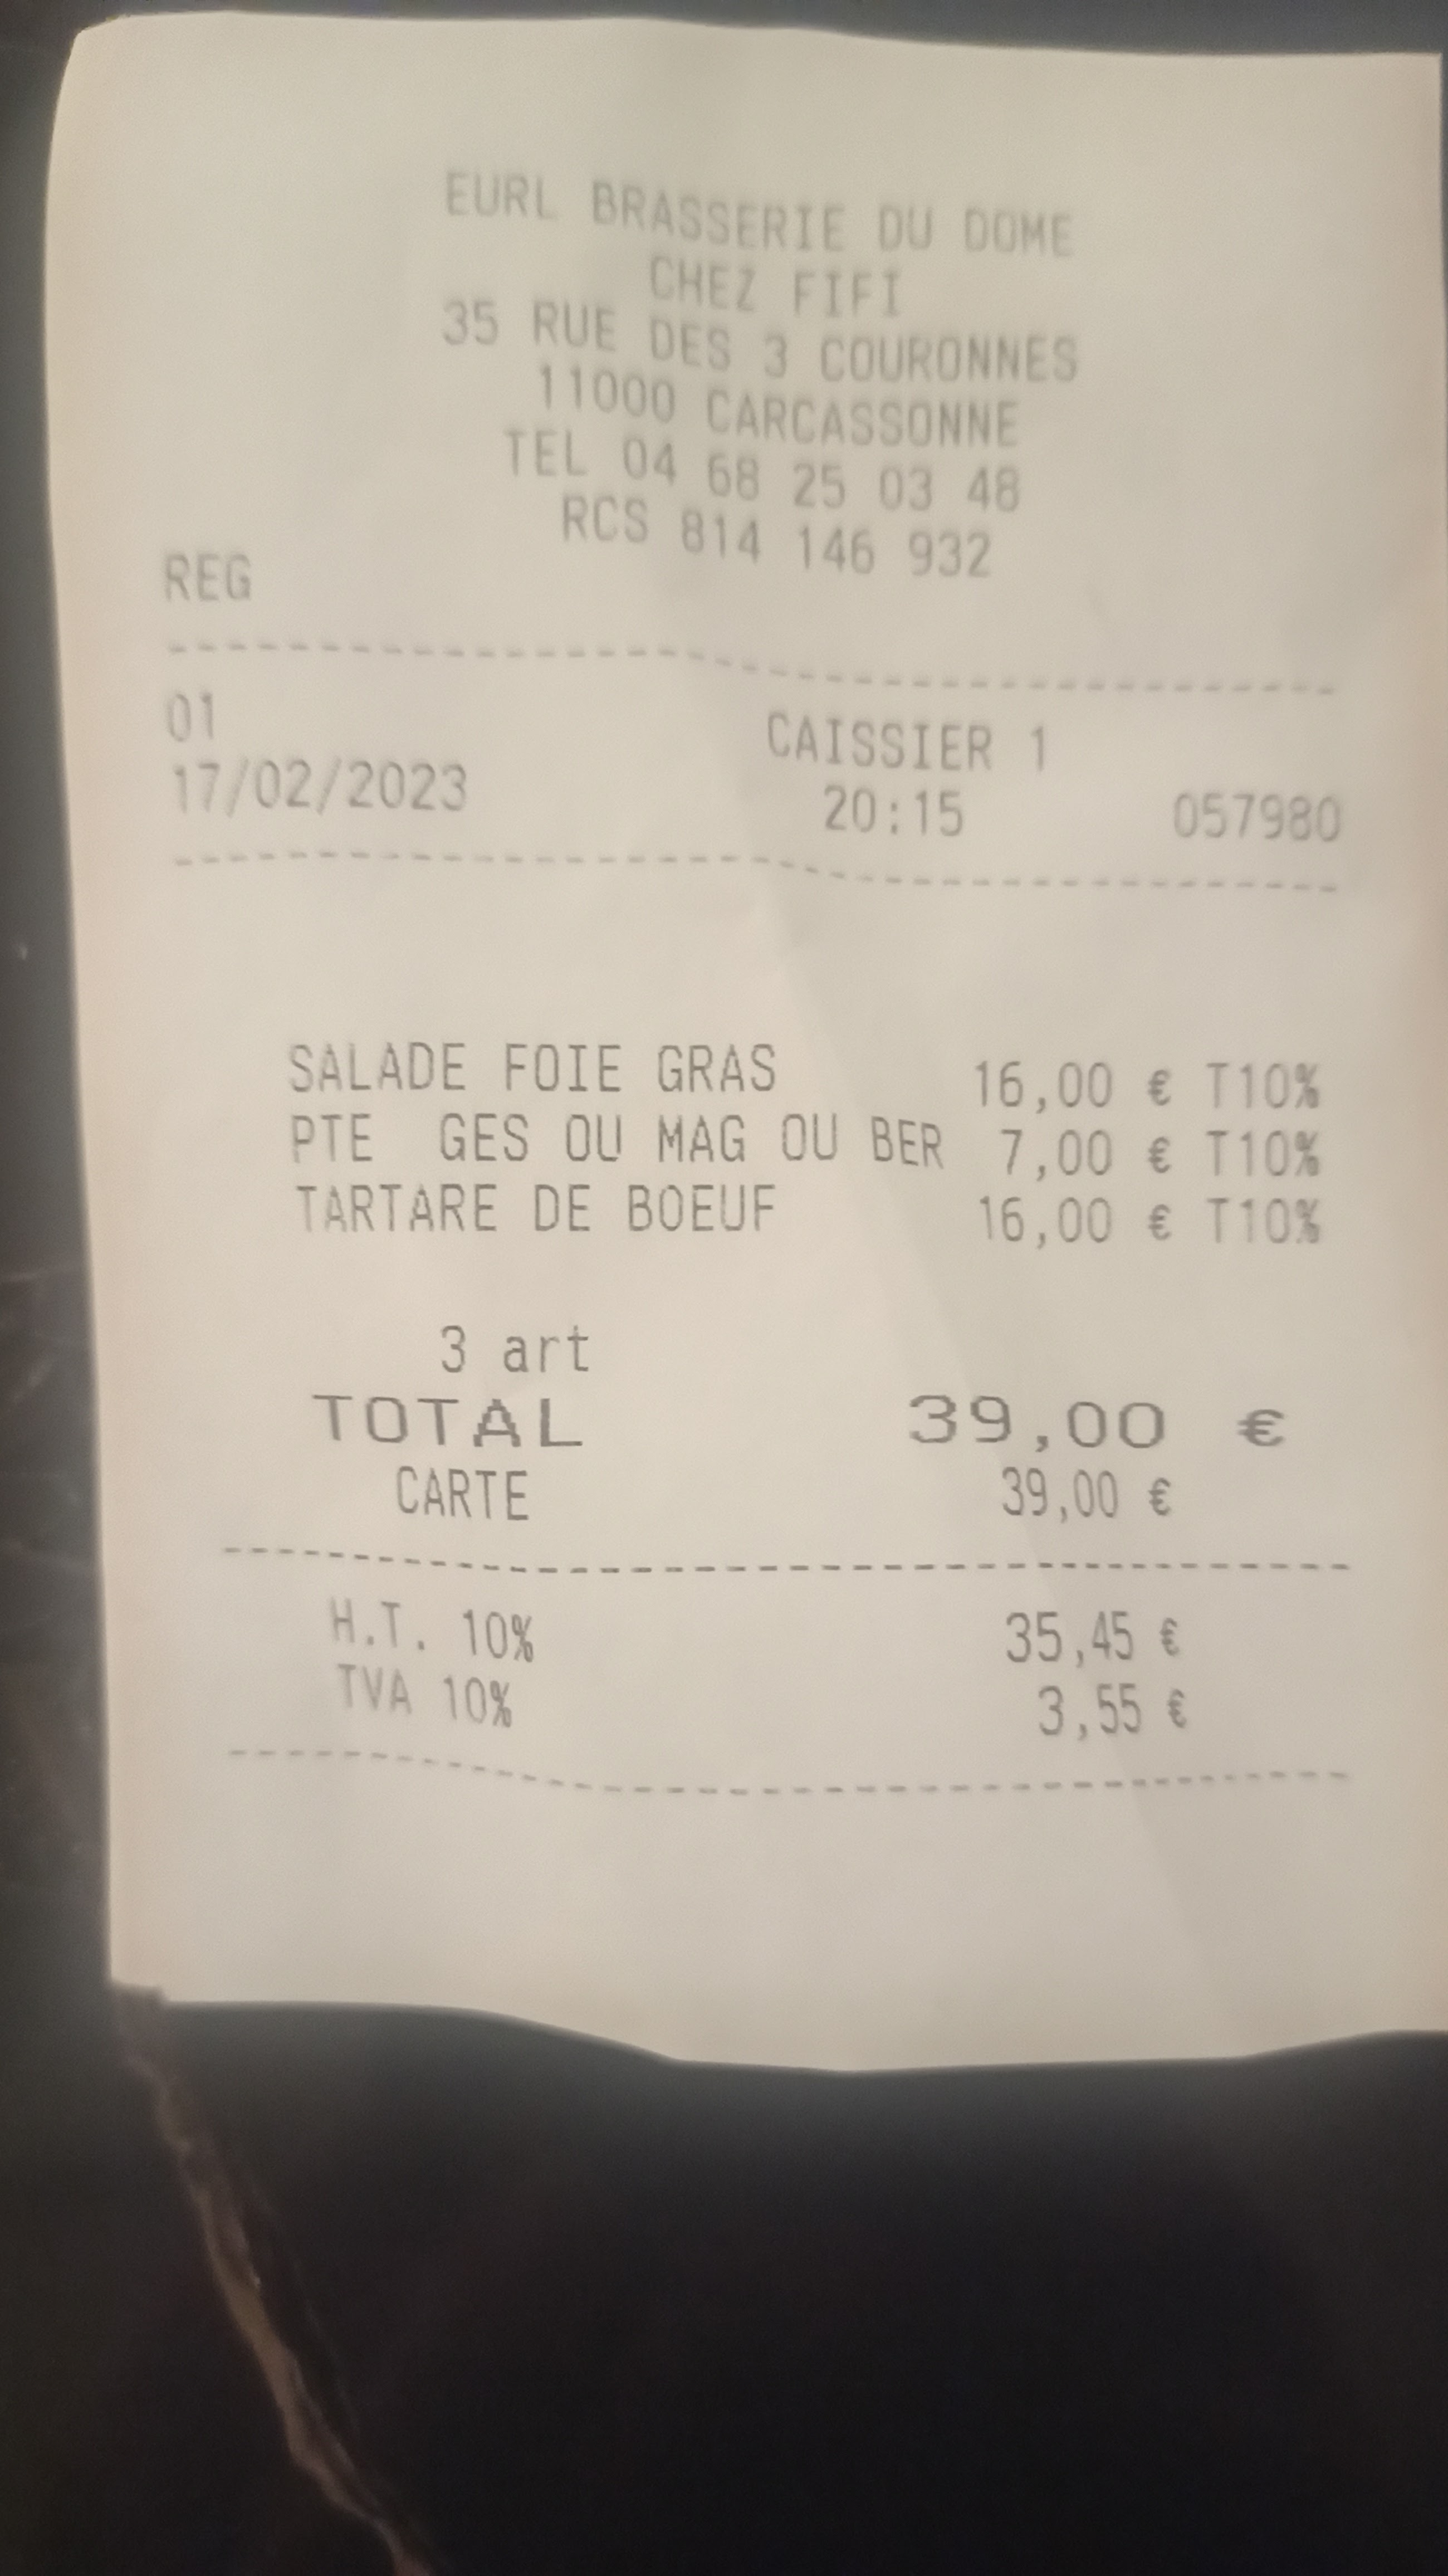 EURL BRASSERIE DU DOME
CHEZ FIFI
35 RUE DES 3 COURONNES
11000 CARCASSONNE
TEL 04 68 25 03 48
RCS 814 146 932
REG
01 CAISSIER 1
17/02/2023 20:15 057980
SALADE FOIE GRAS 16,00 € T10%
PTE GES OU MAG OU BER 7,00 € T10%
TARTARE DE BOEUF 16,00 € T10%
3 art
TOTAL 39,00 €
CARTE 39,00 €
H.T. 10% 35,45 €
TVA 10% 3,55 €